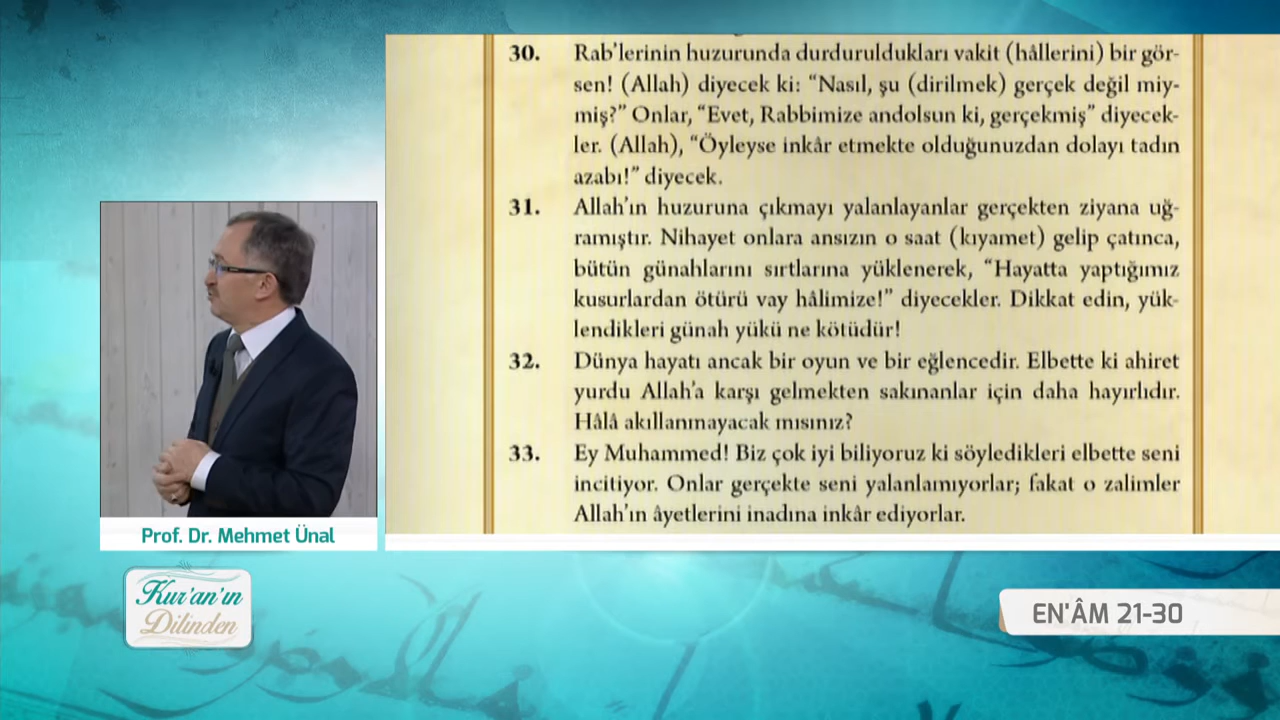 30. Rab'lerinin huzurunda durduruldukları vakit (hâllerini) bir gör-
sen! (Allah) diyecek ki: “Nasıl, şu (dirilmek) gerçek değil miy-
miş?” Onlar, “Evet, Rabbimize andolsun ki, gerçekmiş” diyecek-
ler. (Allah), “Öyleyse inkâr etmekte olduğunuzdan dolayı tadın
azabı!” diyecek.
31. Allah'ın huzuruna çıkmayı yalanlayanlar gerçekten ziyana uğ-
ramıştır. Nihayet onlara ansızın o saat (kıyamet) gelip çatınca,
bütün günahlarını sırtlarına yüklenerek, “Hayatta yaptığımız
kusurlardan ötürü vay hâlimize!” diyecekler. Dikkat edin, yük-
lendikleri günah yükü ne kötüdür!
32. Dünya hayatı ancak bir oyun ve bir eğlencedir. Elbette ki ahiret
yurdu Allah'a karşı gelmekten sakınanlar için daha hayırlıdır.
Hâlâ akıllanmayacak mısınız?
33. Ey Muhammed! Biz çok iyi biliyoruz ki söyledikleri elbette seni
incitiyor. Onlar gerçekte seni yalanlamıyorlar; fakat o zalimler
Allah'ın âyetlerini inadına inkâr ediyorlar.
Prof. Dr. Mehmet Ünal
Kur'an'ın
Dilinden
EN'ÂM 21-30